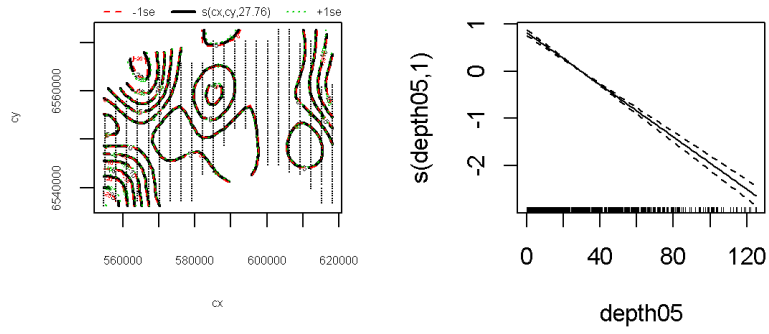 -1se s(cx,cy,27.76) +1se
cy
6560000
6540000
560000 580000 600000 620000
cx
s(depth05,1)
1
0
-1
-2
0 40 80 120
depth05